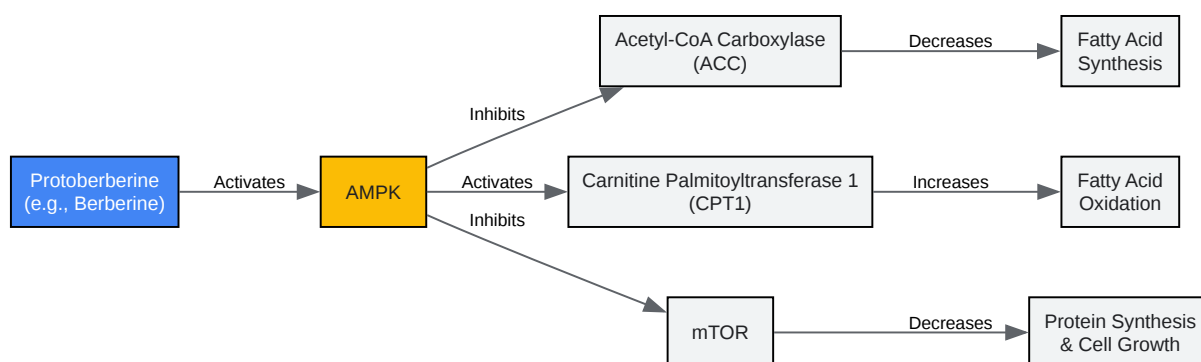 Protoberberine
(e.g., Berberine)
Activates
AMPK
Inhibits
Acetyl-CoA Carboxylase
(ACC)
Decreases
Fatty Acid
Synthesis
Activates
Carnitine Palmitoyltransferase 1
(CPT1)
Increases
Fatty Acid
Oxidation
Inhibits
mTOR
Decreases
Protein Synthesis
& Cell Growth